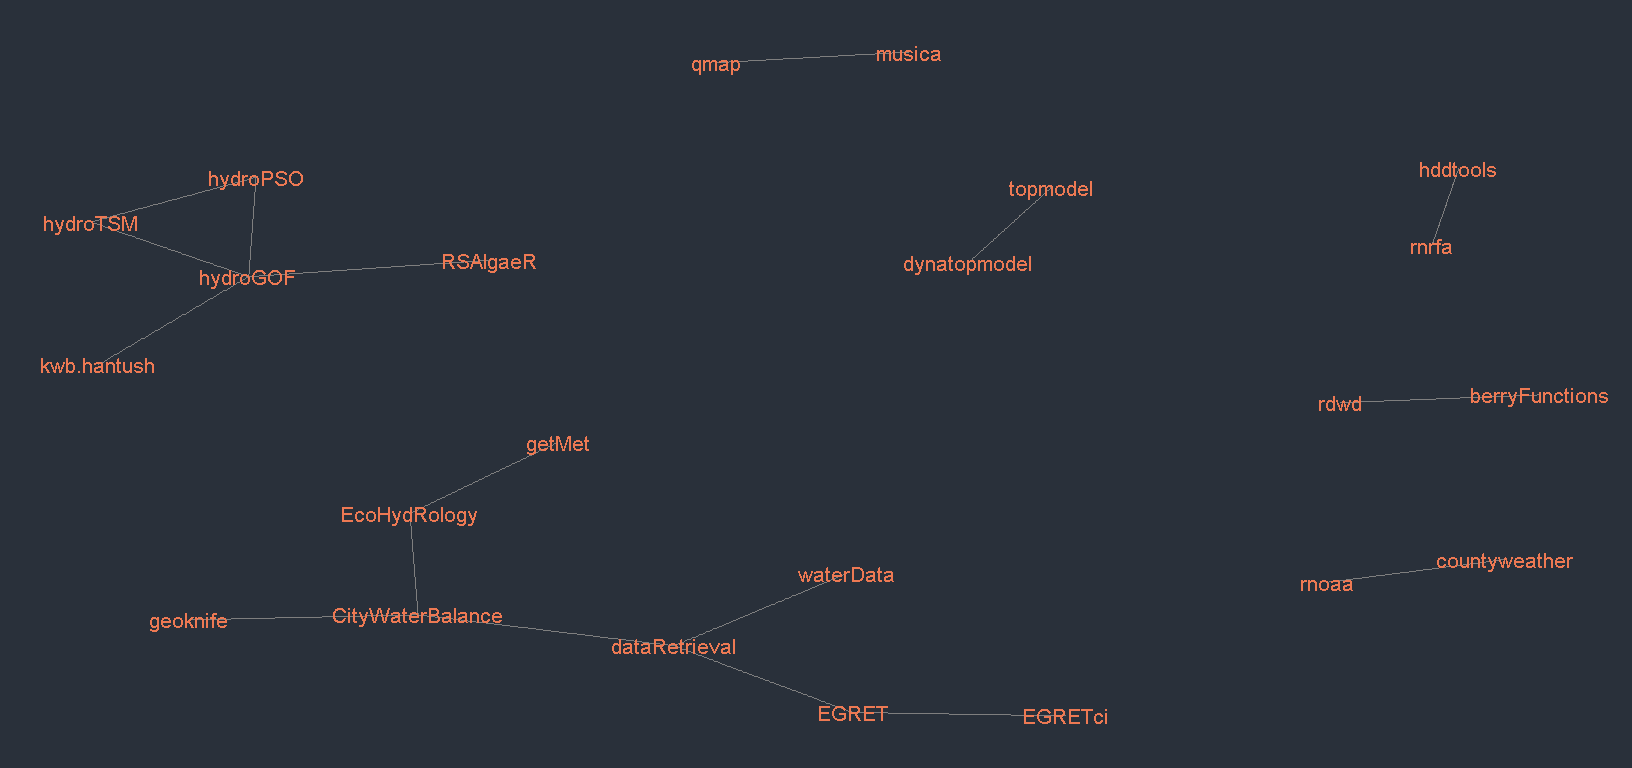 musica
qmap
hddtools
hydroPSO
topmodel
hydroTSM
rnrfa
RSAlgaeR
dynatopmodel
hydroGOF
kwb.hantush
berryFunctions
rdwd
getMet
EcoHydRology
countyweather
waterData
rnoaa
CityWaterBalance
geoknife
dataRetrieval
EGRET
EGRETci